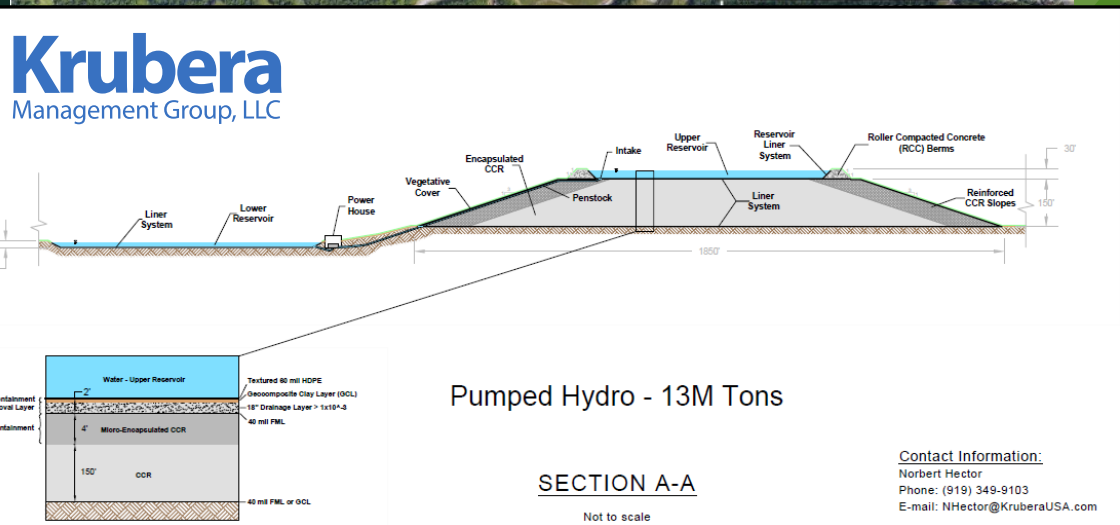 Krubera
Management Group, LLC
Encapsulated
CCR
Intake
Upper
Reservoir
Reservoir
Liner
System
Roller Compacted Concrete
(RCC) Berms
30'
Vegetative
Cover
Penstock
Liner
System
Reinforced
CCR Slopes
150'
Liner
System
Lower
Reservoir
Power
House
1850'
Water - Upper Reservoir
2'
Textured 60 mil HDPE
Geocomposite Clay Layer (GCL)
18" Drainage Layer > 1x10^-3
40 mil FML
4' Micro-Encapsulated CCR
150' CCR
40 mil FML or GCL
Pumped Hydro - 13M Tons
SECTION A-A
Not to scale
Contact Information:
Norbert Hector
Phone: (919) 349-9103
E-mail: NHector@KruberaUSA.com